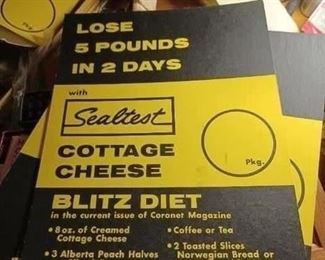 LOSE
5 POUNDS
IN 2 DAYS
with
Sealtest
COTTAGE
CHEESE
Pkg.
BLITZ DIET
in the current issue of Coronet Magazine
• 8 oz. of Creamed
Cottage Cheese
• 3 Alberta Peach Halves
• Coffee or Tea
• 2 Toasted Slices
Norwegian Bread or